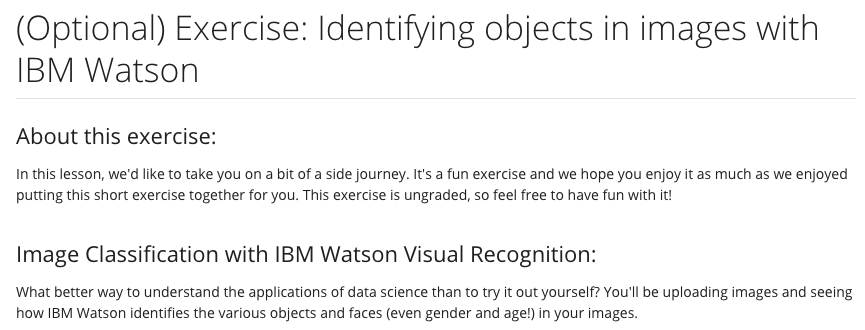 (Optional) Exercise: Identifying objects in images with
IBM Watson
About this exercise:
In this lesson, we'd like to take you on a bit of a side journey. It's a fun exercise and we hope you enjoy it as much as we enjoyed
putting this short exercise together for you. This exercise is ungraded, so feel free to have fun with it!
Image Classification with IBM Watson Visual Recognition:
What better way to understand the applications of data science than to try it out yourself? You'll be uploading images and seeing
how IBM Watson identifies the various objects and faces (even gender and age!) in your images.